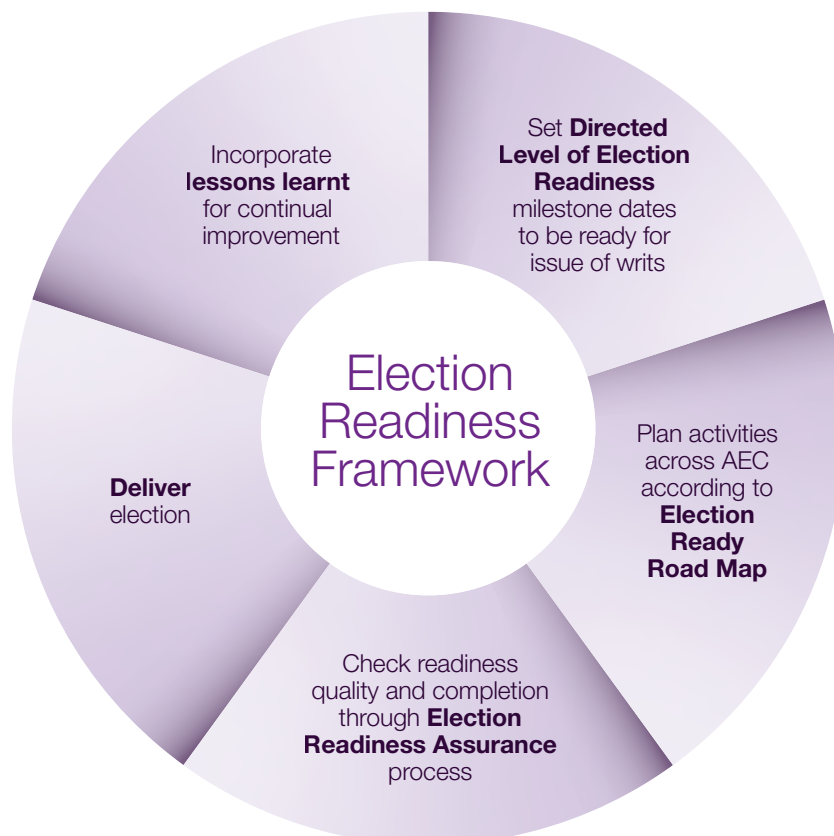 Election
Readiness
Framework
Set Directed
Level of Election
Readiness
milestone dates
to be ready for
issue of writs
Plan activities
across AEC
according to
Election
Ready
Road Map
Check readiness
quality and completion
through Election
Readiness Assurance
process
Deliver
election
Incorporate
lessons learnt
for continual
improvement